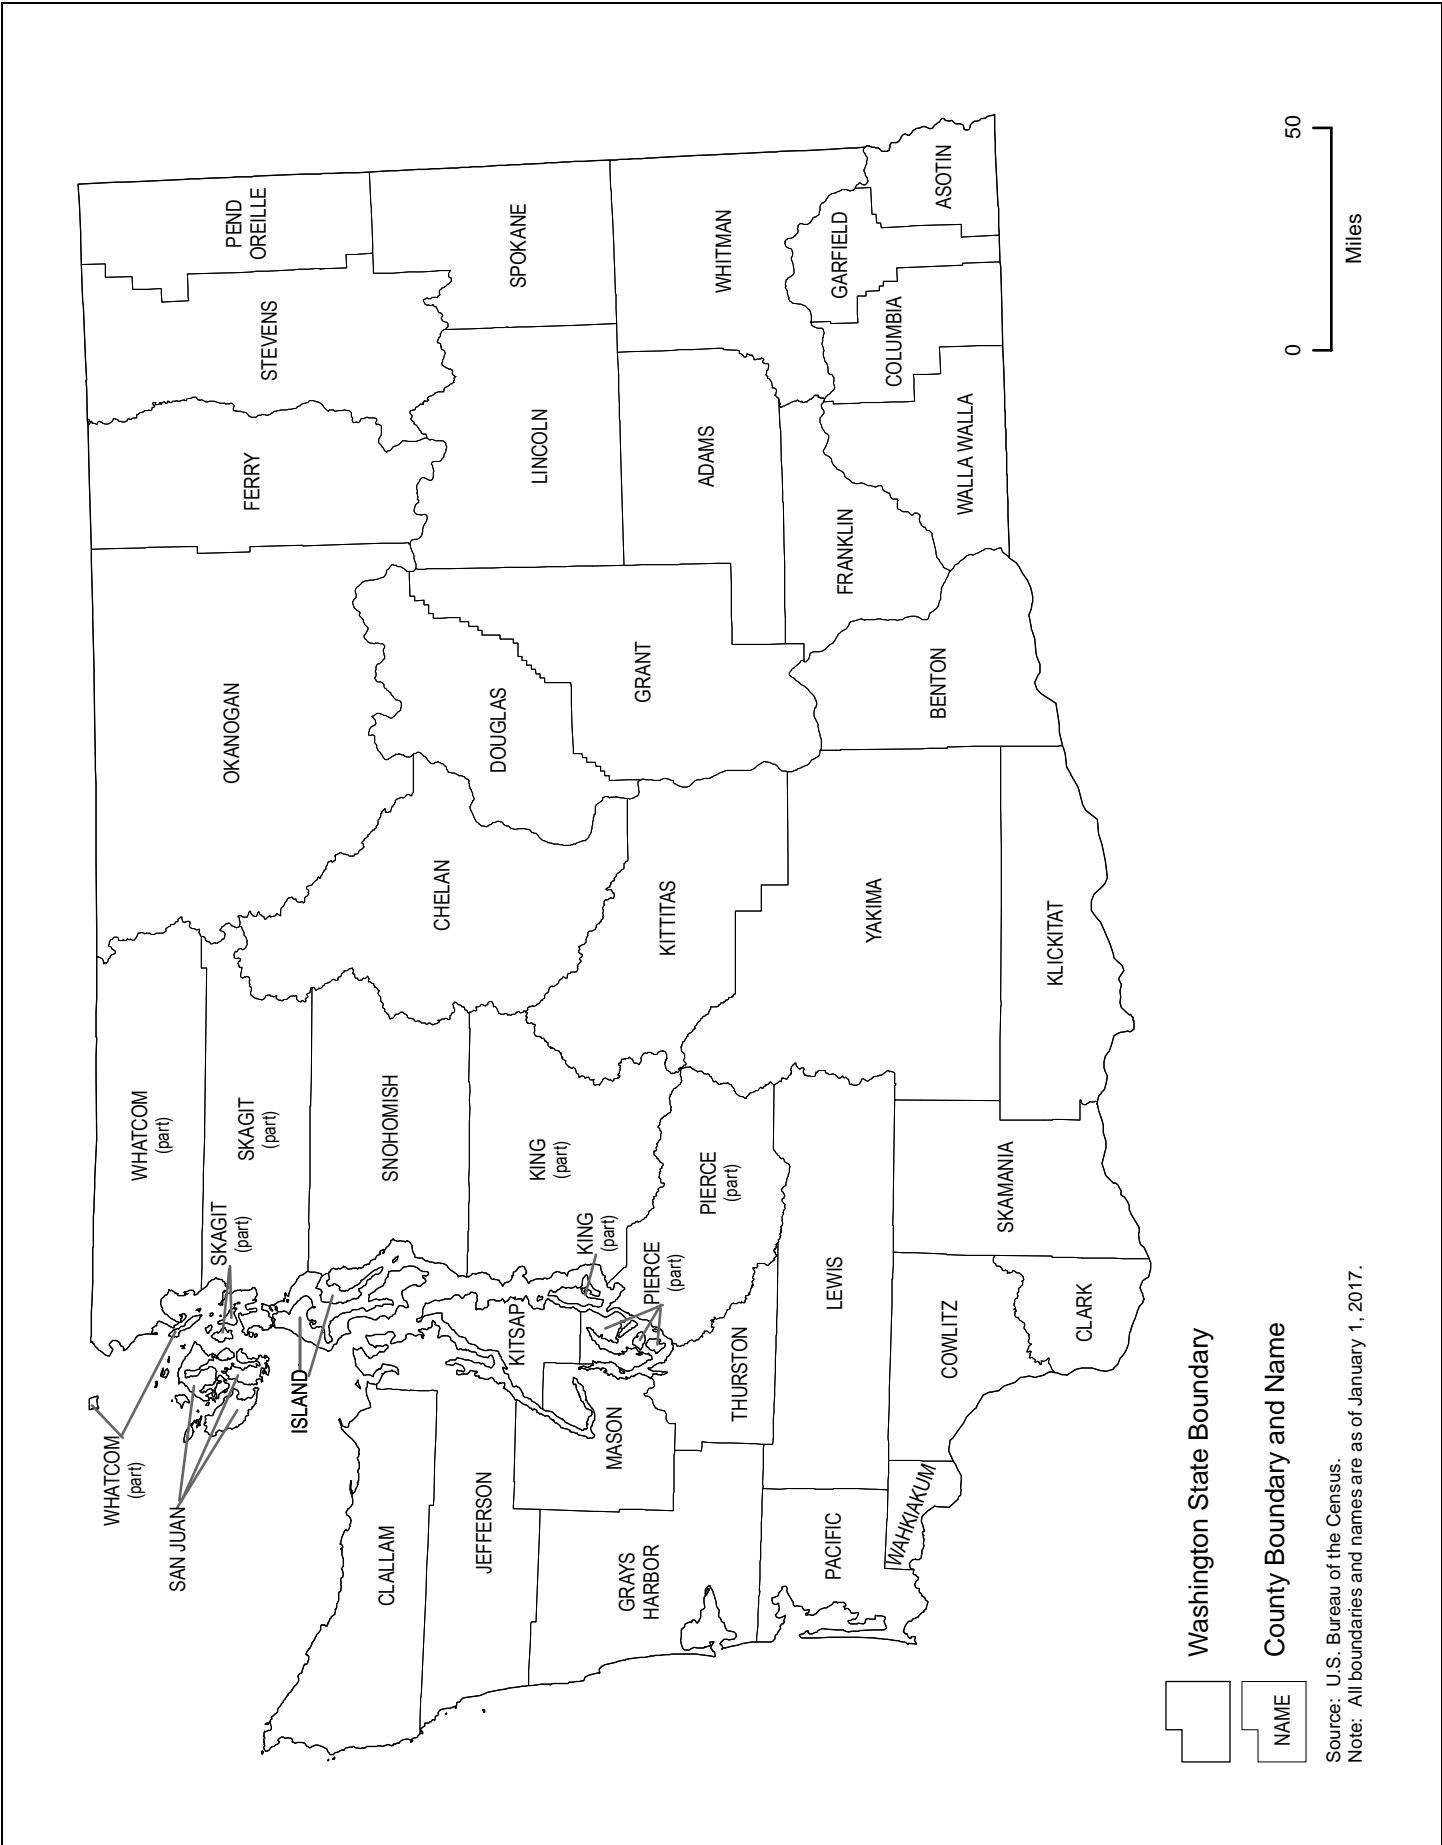 WHATCOM
(part)
SAN JUAN
WHATCOM
(part)
SKAGIT
(part)
SKAGIT
(part)
ISLAND
SNOHOMISH
CLALLAM
JEFFERSON
KITSAP
KING
(part)
KING
(part)
MASON
GRAYS
HARBOR
PIERCE
(part)
PIERCE
(part)
THURSTON
PACIFIC
LEWIS
WAHKIAKUM
COWLITZ
SKAMANIA
CLARK
OKANOGAN
CHELAN
DOUGLAS
KITTITAS
GRANT
YAKIMA
KLICKITAT
BENTON
FERRY
STEVENS
PEND
OREILLE
LINCOLN
SPOKANE
ADAMS
WHITMAN
FRANKLIN
WALLA WALLA
COLUMBIA
GARFIELD
ASOTIN
Washington State Boundary
NAME
County Boundary and Name
Source: U.S. Bureau of the Census.
Note: All boundaries and names are as of January 1, 2017.
0 50
Miles